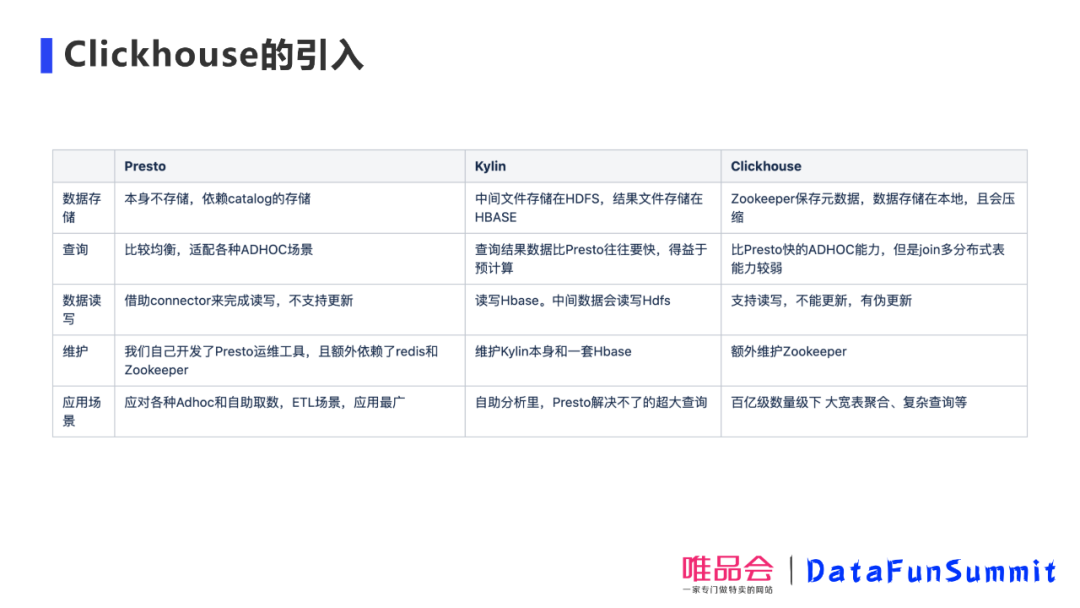 Clickhouse的引入
Presto
Kylin
Clickhouse
数据存
储
本身不存储，依赖catalog的存储
中间文件存储在HDFS，结果文件存储在
HBASE
Zookeeper保存元数据，数据存储在本地，且会压
缩
查询
比较均衡，适配各种ADHOC场景
查询结果数据比Presto往往要快，得益于
预计算
比Presto快的ADHOC能力，但是join多分布式表
能力较弱
数据读
写
借助connector来完成读写，不支持更新
读写Hbase。中间数据会读写Hdfs
支持读写，不能更新，有伪更新
维护
我们自己开发了Presto运维工具，且额外依赖了redis和
Zookeeper
维护Kylin本身和一套Hbase
额外维护Zookeeper
应用场
景
应对各种Adhoc和自助取数，ETL场景，应用最广
自助分析里，Presto解决不了的超大查询
百亿级数量级下 大宽表聚合、复杂查询等
唯品会
一家专门做特卖的网站
DataFunSummit